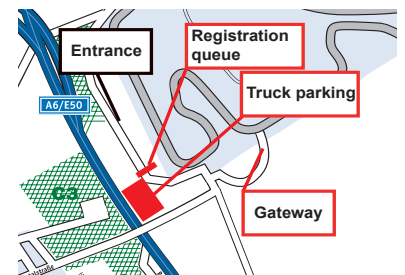 Registration
queue
Entrance
Truck parking
A6/E50
C3
Gateway